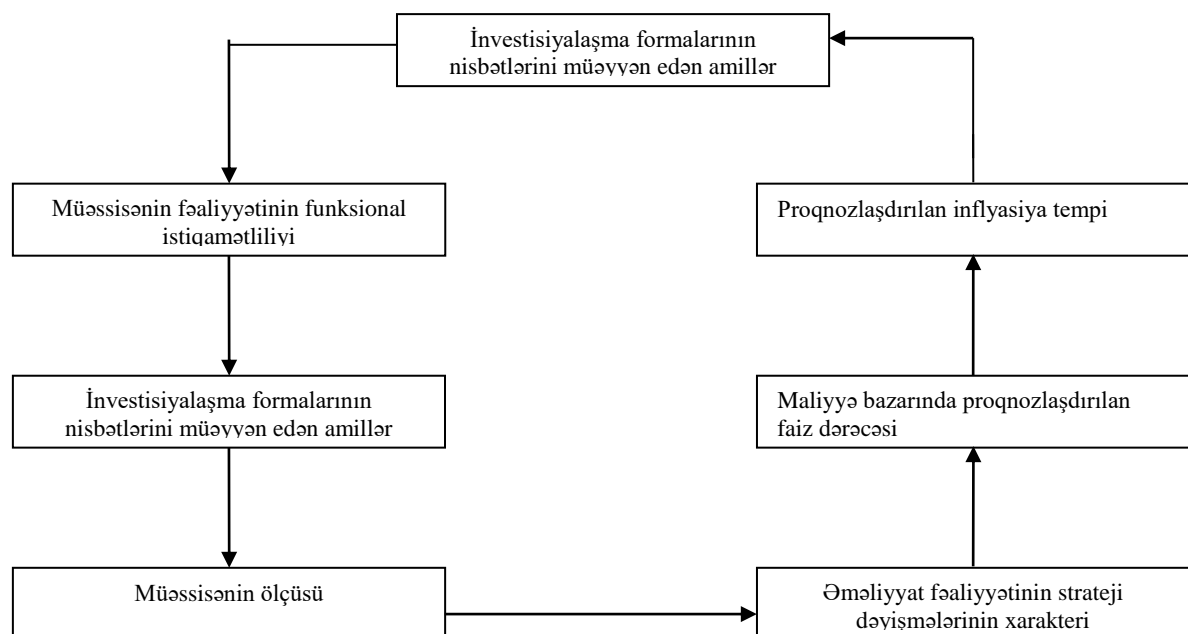 İnvestisiyalaşma formalarının
nisbətlərini müəyyən edən amillər
Müəssisənin fəaliyyətinin funksional
istiqamətliliyi
Proqnozlaşdırılan inflyasiya tempi
İnvestisiyalaşma formalarının
nisbətlərini müəyyən edən amillər
Maliyyə bazarında proqnozlaşdırılan
faiz dərəcəsi
Müəssisənin ölçüsü
Əməliyyat fəaliyyətinin strateji
dəyişmələrinin xarakteri